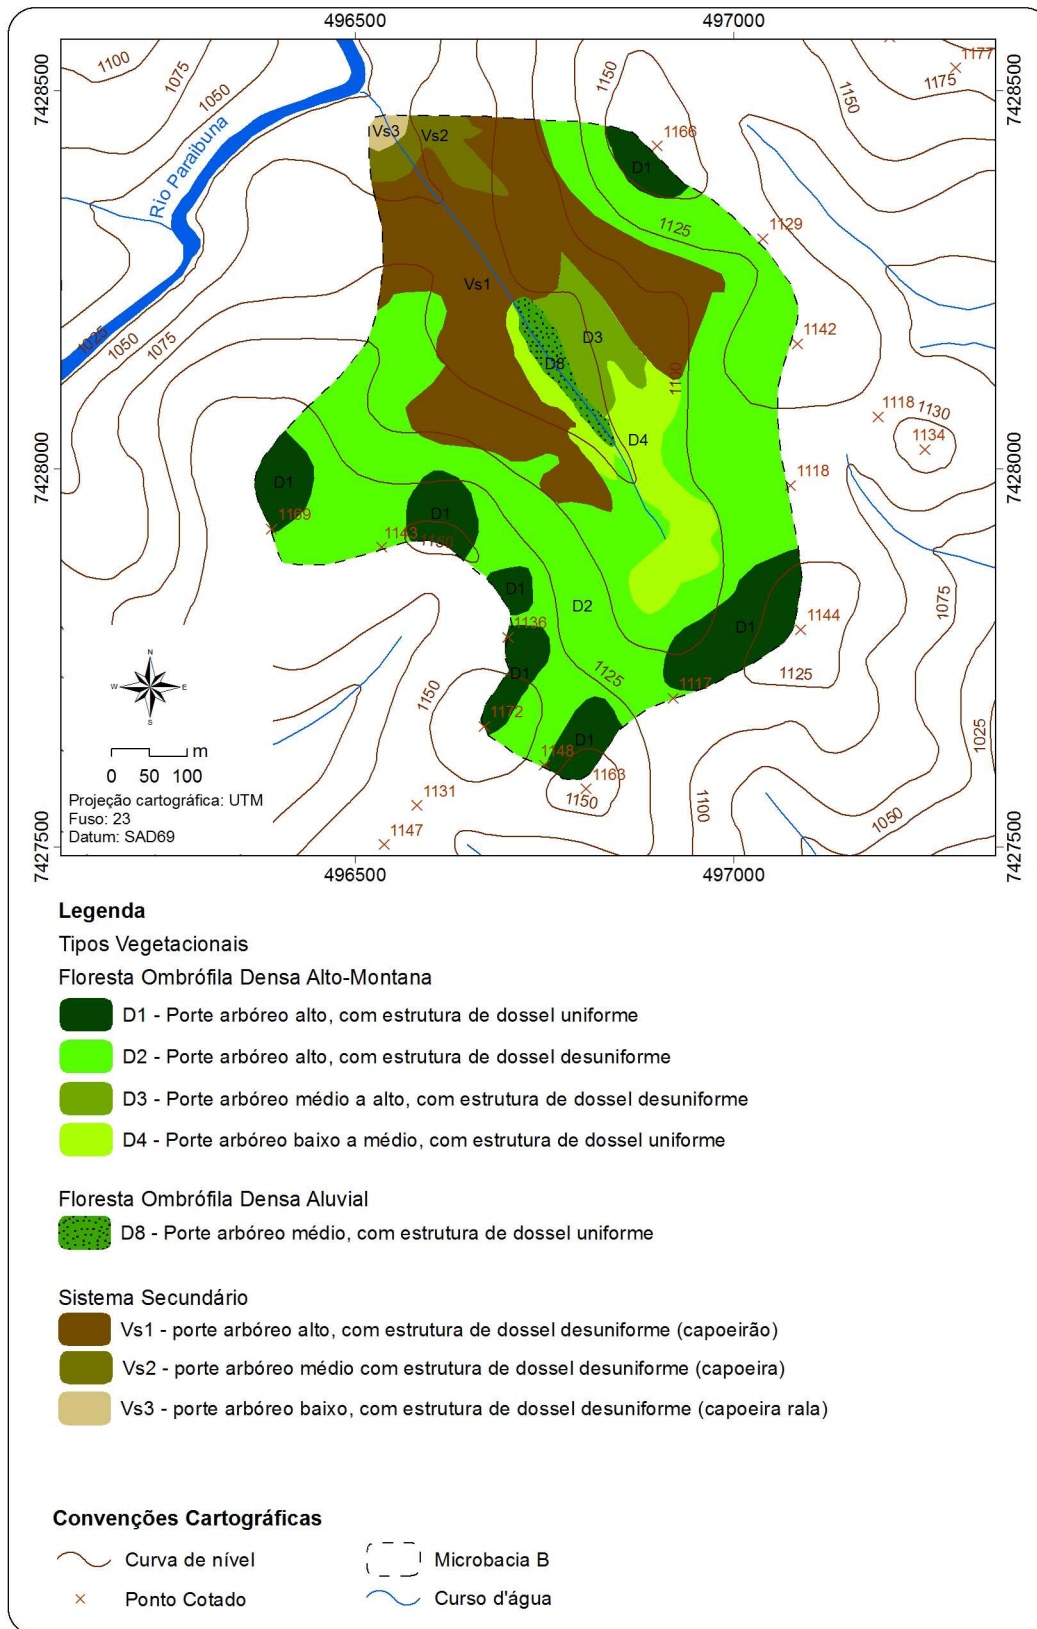 496500
497000
7428500
7428500
1100
1075
1050
1150
1177
1175
1150
Vs3
Vs2
1166
D1
Rio Paraibuna
1125
1129
Vs1
1025
1050
1075
D3
1142
D8
1100
1118
1130
1134
D4
7428000
7428000
D1
1118
1169
D1
1143
1150
D1
D2
1075
1136
D1
1144
N
W
E
S
D1
1125
1125
1117
1150
1172
D1
1025
1148
1163
1150
1100
1050
1131
1147
m
0 50 100
Projeção cartográfica: UTM
Fuso: 23
Datum: SAD69
7427500
7427500
496500
497000
Legenda
Tipos Vegetacionais
Floresta Ombrófila Densa Alto-Montana
D1 - Porte arbóreo alto, com estrutura de dossel uniforme
D2 - Porte arbóreo alto, com estrutura de dossel desuniforme
D3 - Porte arbóreo médio a alto, com estrutura de dossel desuniforme
D4 - Porte arbóreo baixo a médio, com estrutura de dossel uniforme
Floresta Ombrófila Densa Aluvial
D8 - Porte arbóreo médio, com estrutura de dossel uniforme
Sistema Secundário
Vs1 - porte arbóreo alto, com estrutura de dossel desuniforme (capoeirão)
Vs2 - porte arbóreo médio com estrutura de dossel desuniforme (capoeira)
Vs3 - porte arbóreo baixo, com estrutura de dossel desuniforme (capoeira rala)
Convenções Cartográficas
Curva de nível
Microbacia B
Ponto Cotado
Curso d'água